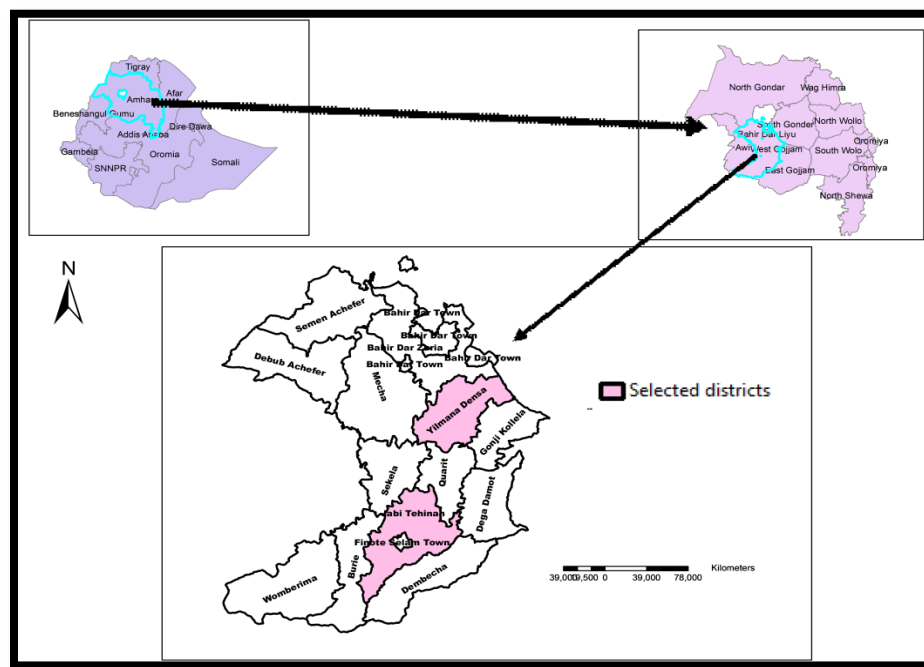 Tigray
Afar
Amhara
Beneshangul Gumu
Addis Ababa
Dire Dawa
Gambela
Oromia
SNNPR
Somali
North Gondar
Wag Himra
South Gonder
North Wollo
Bahir Dar Liyu
Awi
West Gojjam
South Wolo
Oromiya
East Gojjam
Oromiya
North Shewa
N
Semen Achefer
Bahir Dar Town
Bahir Dar Town
Bahir Dar Zuria
Bahir Dar Town
Bahir Dar Town
Debub Achefer
Mecha
Yilmana Densa
Selected districts
Gonji Kollela
Sekela
Quarit
Dega Damot
Jabi Tehinan
Finote Selam Town
Burie
Dembecha
Womberima
Kilometers
39,000 19,500 0 39,000 78,000